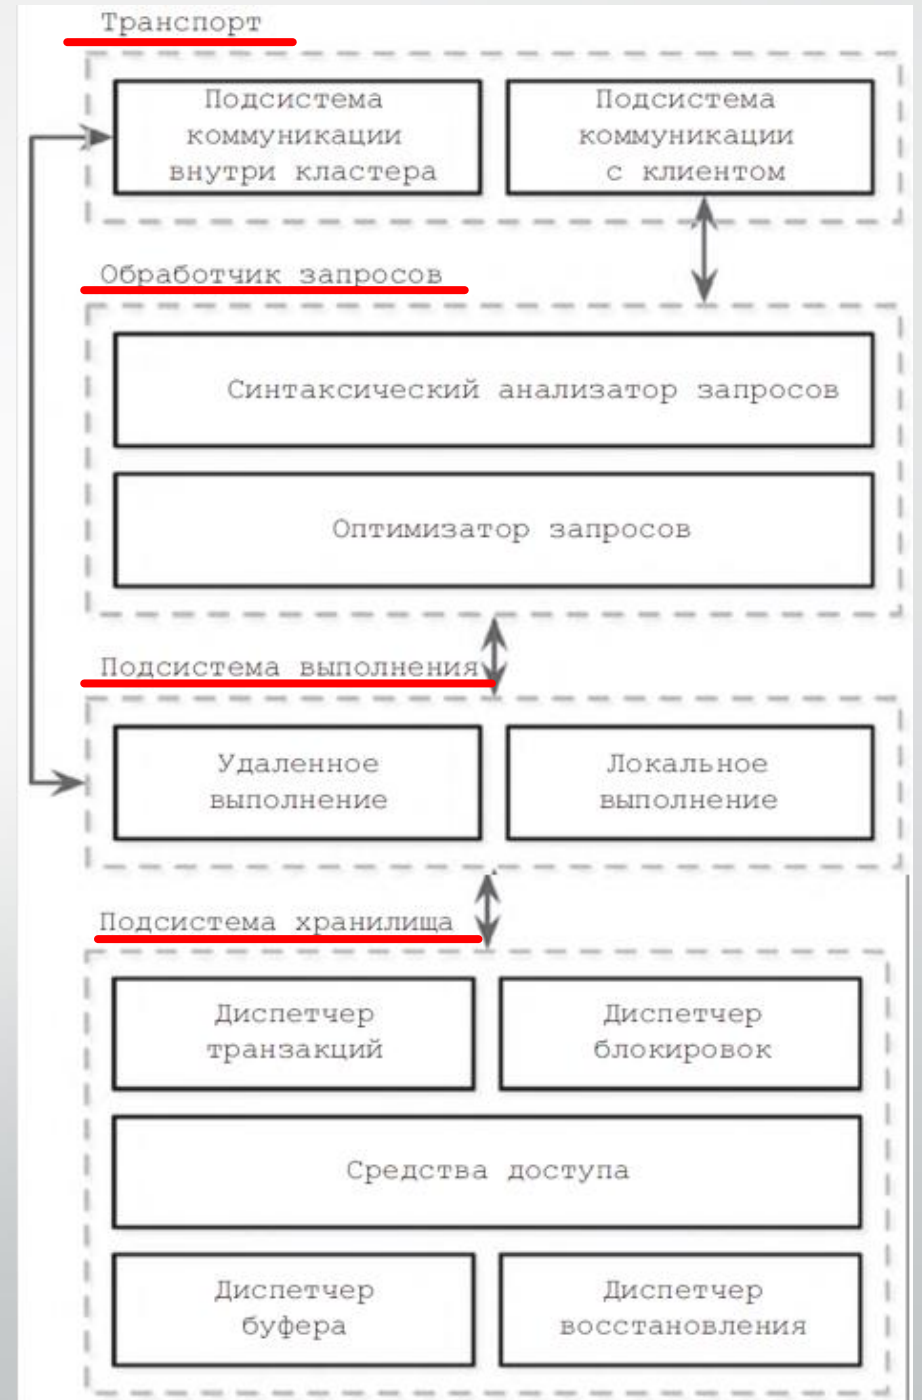 Транспорт
Подсистема
коммуникации
внутри кластера
Подсистема
коммуникации
с клиентом
Обработчик запросов
Синтаксический анализатор запросов
Оптимизатор запросов
Подсистема выполнения
Удаленное
выполнение
Локальное
выполнение
Подсистема хранилища
Диспетчер
транзакций
Диспетчер
блокировок
Средства доступа
Диспетчер
буфера
Диспетчер
восстановления